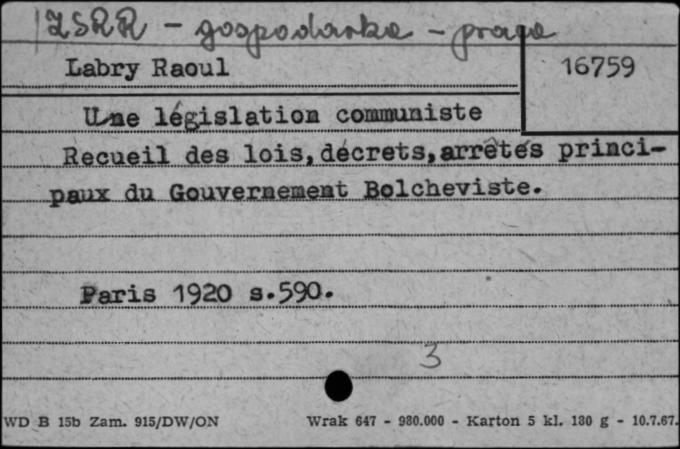 ZSRR - gospodarka - praca
Labry Raoul
16759
Une législation communiste
Recueil des lois, décrets, arrêtés princi-
paux du Gouvernement Bolcheviste.
Paris 1920 s.590.
3
WD B 15b Zam. 915/DW/ON Wrak 647 - 980.000 - Karton 5 kl. 180 g - 10.7.67.